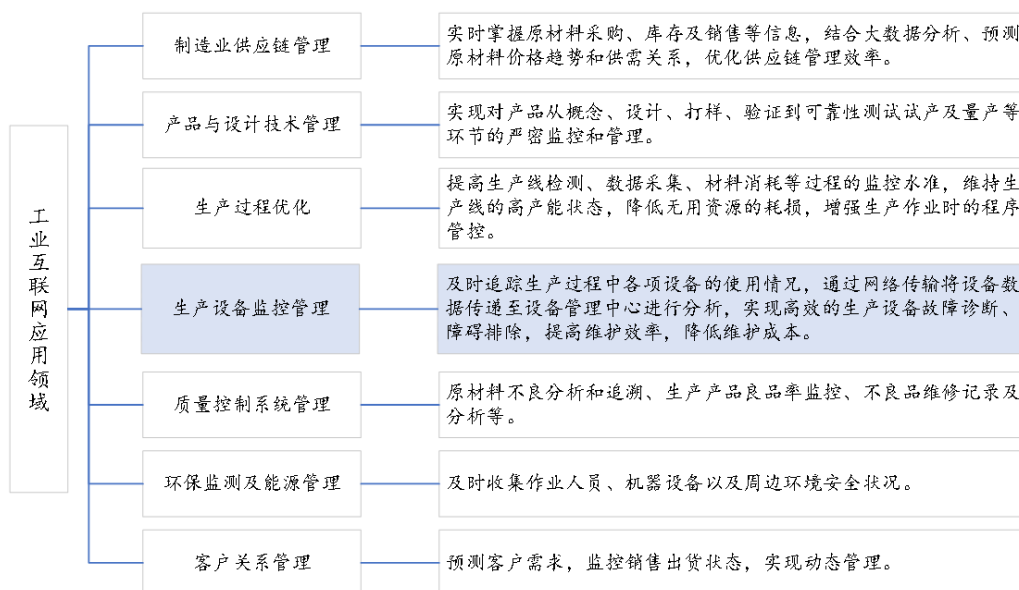 工业互联网应用领域
制造业供应链管理
实时掌握原材料采购、库存及销售等信息，结合大数据分析、预测
原材料价格趋势和供需关系，优化供应链管理效率。
产品与设计技术管理
实现对产品从概念、设计、打样、验证到可靠性测试试产及量产等
环节的严密监控和管理。
生产过程优化
提高生产线检测、数据采集、材料消耗等过程的监控水准，维持生
产线的高产能状态，降低无用资源的耗损，增强生产作业时的程序
管控。
生产设备监控管理
及时追踪生产过程中各项设备的使用情况，通过网络传输将设备数
据传递至设备管理中心进行分析，实现高效的生产设备故障诊断、
障碍排除，提高维护效率，降低维护成本。
质量控制系统管理
原材料不良分析和追溯、生产产品良品率监控、不良品维修记录及
分析等。
环保监测及能源管理
及时收集作业人员、机器设备以及周边环境安全状况。
客户关系管理
预测客户需求，监控销售出货状态，实现动态管理。